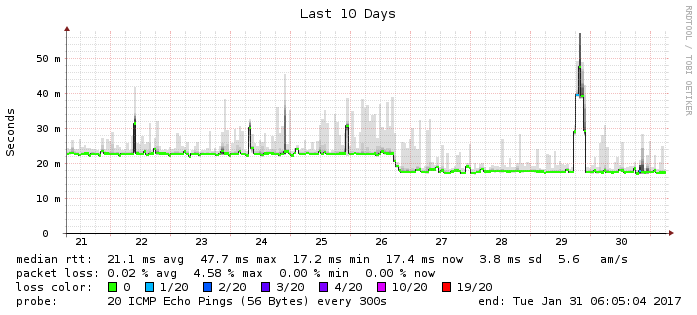 Last 10 Days
RRDTOOL / TOBI OETIKER
Seconds
50 m
40 m
30 m
20 m
10 m
0
21 22 23 24 25 26 27 28 29 30
median rtt: 21.1 ms avg 47.7 ms max 17.2 ms min 17.4 ms now 3.8 ms sd 5.6 am/s
packet loss: 0.02 % avg 4.58 % max 0.00 % min 0.00 % now
loss color: 0 1/20 2/20 3/20 4/20 10/20 19/20
probe: 20 ICMP Echo Pings (56 Bytes) every 300s end: Tue Jan 31 06:05:04 2017